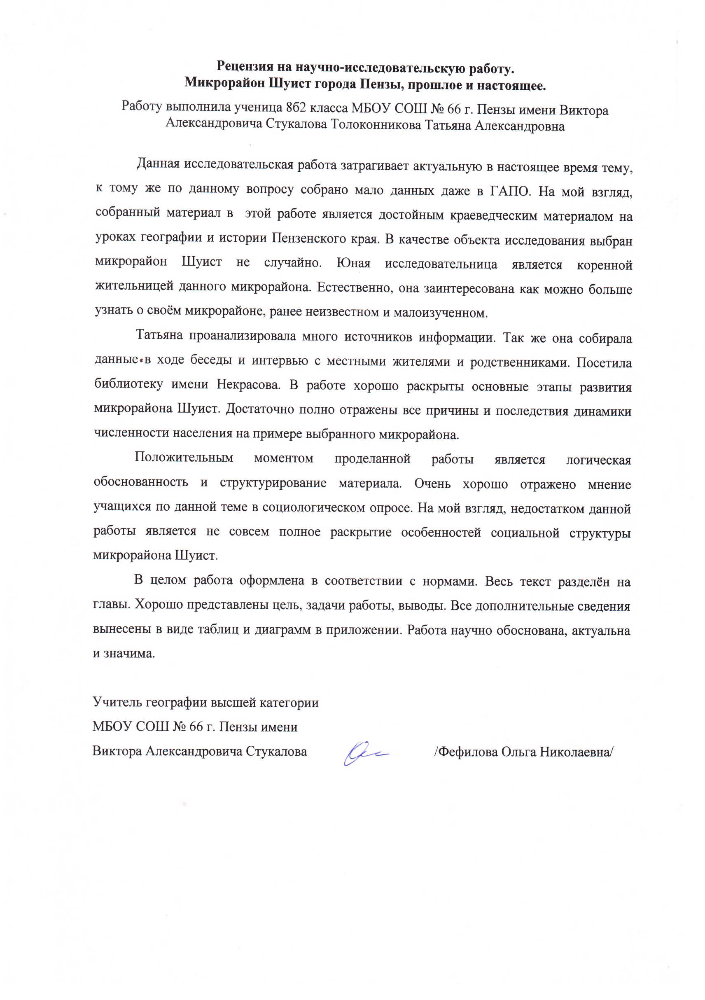 Рецензия на научно-исследовательскую работу.
Микрорайон Шуист города Пензы, прошлое и настоящее.
Работу выполнила ученица 8б2 класса МБОУ СОШ № 66 г. Пензы имени Виктора
Александровича Стукалова Толоконникова Татьяна Александровна
Данная исследовательская работа затрагивает актуальную в настоящее время тему,
к тому же по данному вопросу собрано мало данных даже в ГАПО. На мой взгляд,
собранный материал в этой работе является достойным краеведческим материалом на
уроках географии и истории Пензенского края. В качестве объекта исследования выбран
микрорайон Шуист не случайно. Юная исследовательница является коренной
жительницей данного микрорайона. Естественно, она заинтересована как можно больше
узнать о своём микрорайоне, ранее неизвестном и малоизученном.
Татьяна проанализировала много источников информации. Так же она собирала
данные в ходе беседы и интервью с местными жителями и родственниками. Посетила
библиотеку имени Некрасова. В работе хорошо раскрыты основные этапы развития
микрорайона Шуист. Достаточно полно отражены все причины и последствия динамики
численности населения на примере выбранного микрорайона.
Положительным моментом проделанной работы является логическая
обоснованность и структурирование материала. Очень хорошо отражено мнение
учащихся по данной теме в социологическом опросе. На мой взгляд, недостатком данной
работы является не совсем полное раскрытие особенностей социальной структуры
микрорайона Шуист.
В целом работа оформлена в соответствии с нормами. Весь текст разделён на
главы. Хорошо представлены цель, задачи работы, выводы. Все дополнительные сведения
вынесены в виде таблиц и диаграмм в приложении. Работа научно обоснована, актуальна
и значима.
Учитель географии высшей категории
МБОУ СОШ № 66 г. Пензы имени
Виктора Александровича Стукалова /Фефилова Ольга Николаевна/